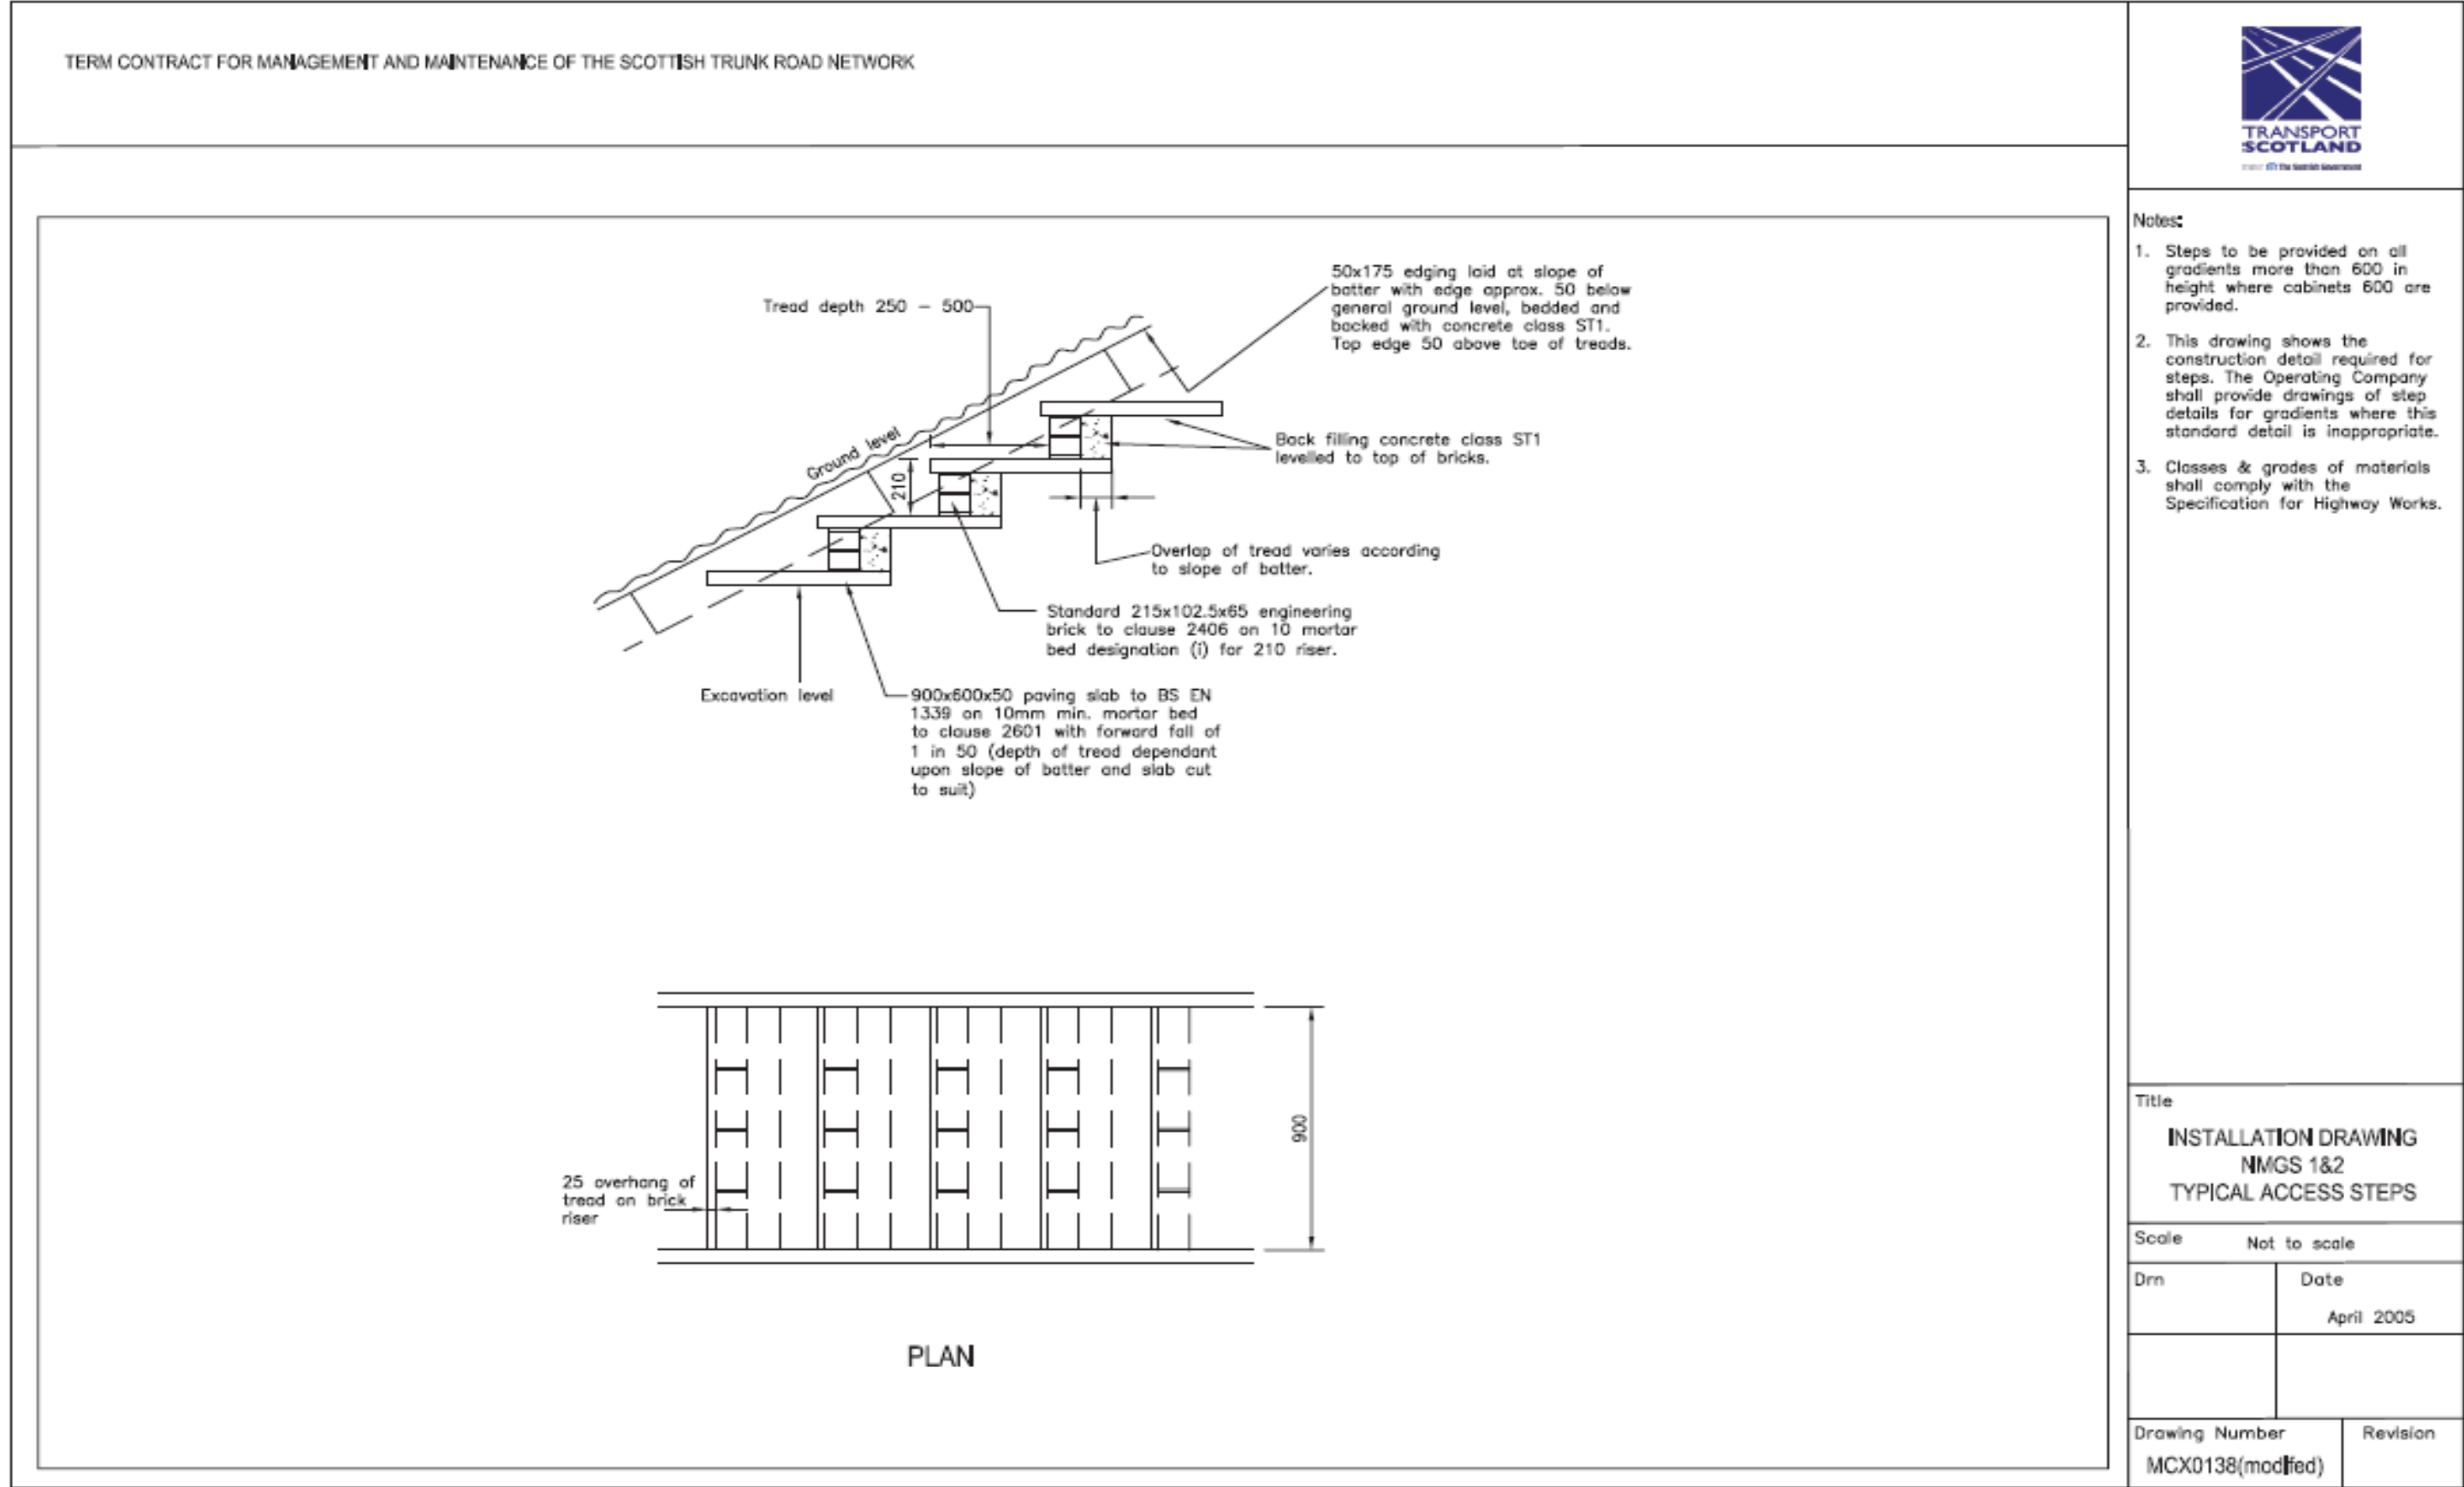 TERM CONTRACT FOR MANAGEMENT AND MAINTENANCE OF THE SCOTTISH TRUNK ROAD NETWORK
TRANSPORT
SCOTLAND
The Scottish Government
Notes:
1. Steps to be provided on all
gradients more than 600 in
height where cabinets 600 are
provided.
2. This drawing shows the
construction detail required for
steps. The Operating Company
shall provide drawings of step
details for gradients where this
standard detail is inappropriate.
3. Classes & grades of materials
shall comply with the
Specification for Highway Works.
Tread depth 250 - 500
50x175 edging laid at slope of
batter with edge approx. 50 below
general ground level, bedded and
backed with concrete class ST1.
Top edge 50 above toe of treads.
Ground level
210
Back filling concrete class ST1
levelled to top of bricks.
Overlap of tread varies according
to slope of batter.
Standard 215x102.5x65 engineering
brick to clause 2406 on 10 mortar
bed designation (i) for 210 riser.
Excavation level
900x600x50 paving slab to BS EN
1339 on 10mm min. mortar bed
to clause 2601 with forward fall of
1 in 50 (depth of tread dependant
upon slope of batter and slab cut
to suit)
25 overhang of
tread on brick
riser
900
PLAN
Title
INSTALLATION DRAWING
NMGS 1&2
TYPICAL ACCESS STEPS
Scale Not to scale
Drn Date
April 2005
Drawing Number Revision
MCX0138(modifed)